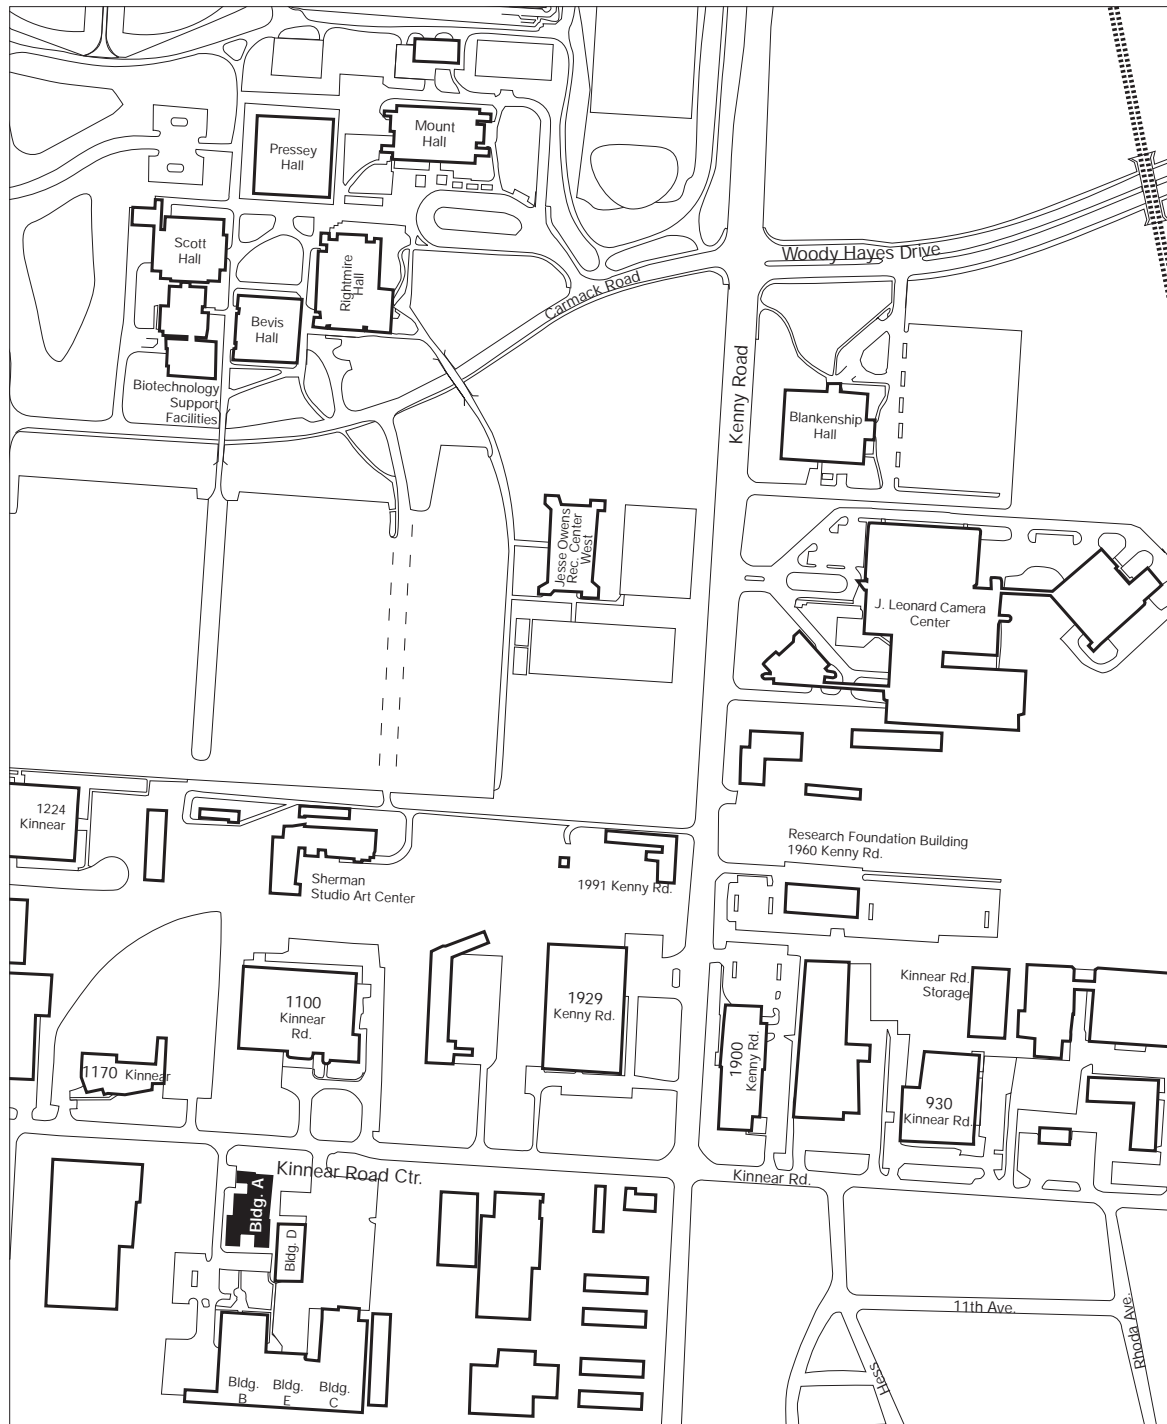 Mount
Hall
Pressey
Hall
Scott
Hall
Rightmire
Hall
Woody Hayes Drive
Carmack Road
Bevis
Hall
Kenny Road
Biotechnology
Support
Facilities
Blankenship
Hall
Jesse Owens
Rec. Center
West
J. Leonard Camera
Center
1224
Kinnear
Research Foundation Building
1960 Kenny Rd.
Sherman
Studio Art Center
1991 Kenny Rd.
Kinnear Rd.
Storage
1100
Kinnear
Rd.
1929
Kenny Rd.
1900
Kenny Rd.
1170 Kinnear
930
Kinnear Rd.
Kinnear Road Ctr.
Kinnear Rd.
Bldg. A
Bldg. D
11th Ave.
Rhoda Ave.
Hess
Bldg.
B
Bldg.
E
Bldg.
C